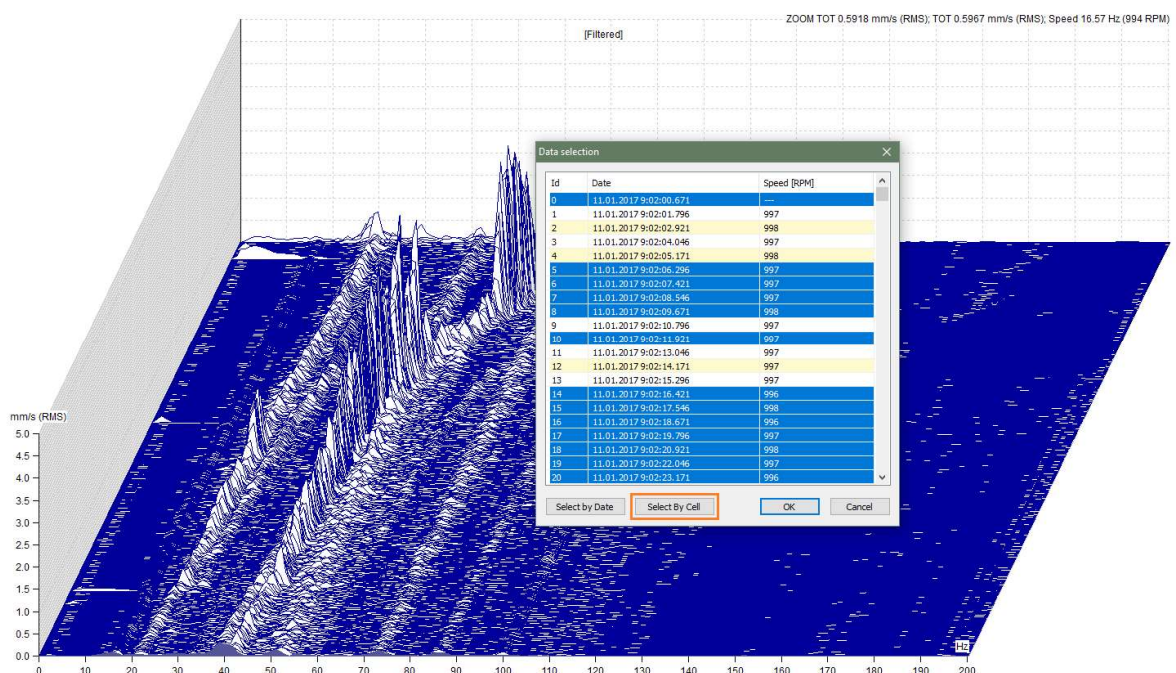 ZOOM TOT 0.5918 mm/s (RMS); TOT 0.5967 mm/s (RMS); Speed 16.57 Hz (994 RPM)
[Filtered]
Data selection
Id Date Speed [RPM]
0 11.01.2017 9:02:00.671 ---
1 11.01.2017 9:02:01.796 997
2 11.01.2017 9:02:02.921 998
3 11.01.2017 9:02:04.046 997
4 11.01.2017 9:02:05.171 998
5 11.01.2017 9:02:06.296 997
6 11.01.2017 9:02:07.421 997
7 11.01.2017 9:02:08.546 997
8 11.01.2017 9:02:09.671 998
9 11.01.2017 9:02:10.796 997
10 11.01.2017 9:02:11.921 997
11 11.01.2017 9:02:13.046 997
12 11.01.2017 9:02:14.171 997
13 11.01.2017 9:02:15.296 997
14 11.01.2017 9:02:16.421 996
15 11.01.2017 9:02:17.546 998
16 11.01.2017 9:02:18.671 996
17 11.01.2017 9:02:19.796 997
18 11.01.2017 9:02:20.921 998
19 11.01.2017 9:02:22.046 997
20 11.01.2017 9:02:23.171 996
Select by Date Select By Cell OK Cancel
mm/s (RMS)
5.0
4.5
4.0
3.5
3.0
2.5
2.0
1.5
1.0
0.5
0.0
Hz
0 10 20 30 40 50 60 70 80 90 100 110 120 130 140 150 160 170 180 190 200